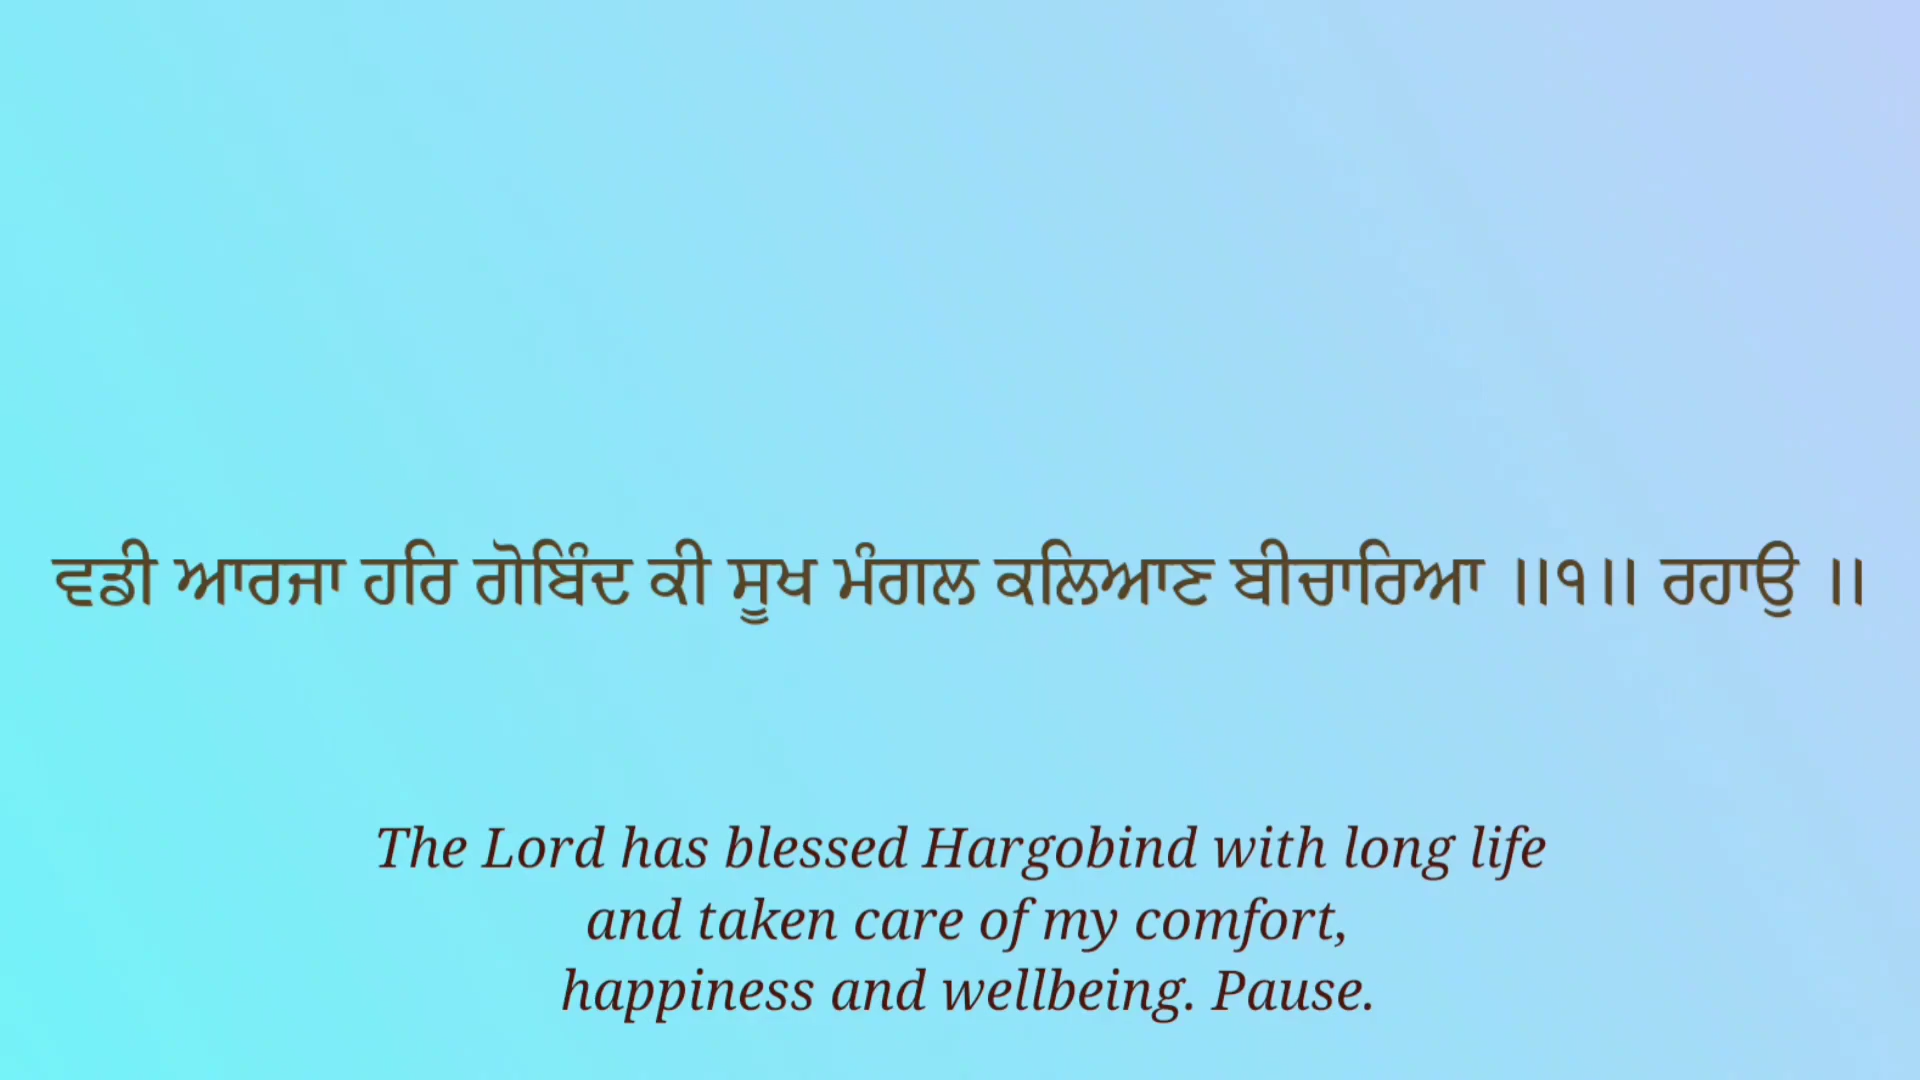 ਵਡੀ ਆਰਜਾ ਹਰਿ ਗੋਬਿੰਦ ਕੀ ਸੂਖ ਮੰਗਲ ਕਲਿਆਣ ਬੀਚਾਰਿਆ ॥੧॥ ਰਹਾਉ ॥
The Lord has blessed Hargobind with long life
and taken care of my comfort,
happiness and wellbeing. Pause.